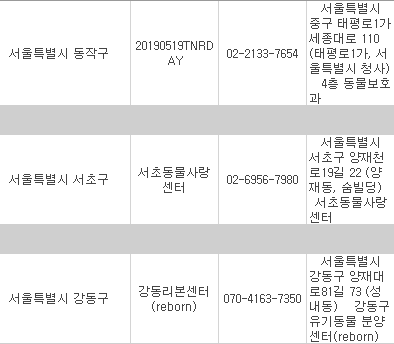 서울특별시 동작구
20190519TNRD
AY
02-2133-7654
서울특별시
중구 태평로1가
세종대로 110
(태평로1가, 서
울특별시 청사)
4층 동물보호
과
서울특별시 서초구
서초동물사랑
센터
02-6956-7980
서울특별시
서초구 양재천
로19길 22 (양
재동, 숨빌딩)
서초동물사랑
센터
서울특별시 강동구
강동리본센터
(reborn)
070-4163-7350
서울특별시
강동구 양재대
로81길 73 (성
내동) 강동구
유기동물 분양
센터(reborn)